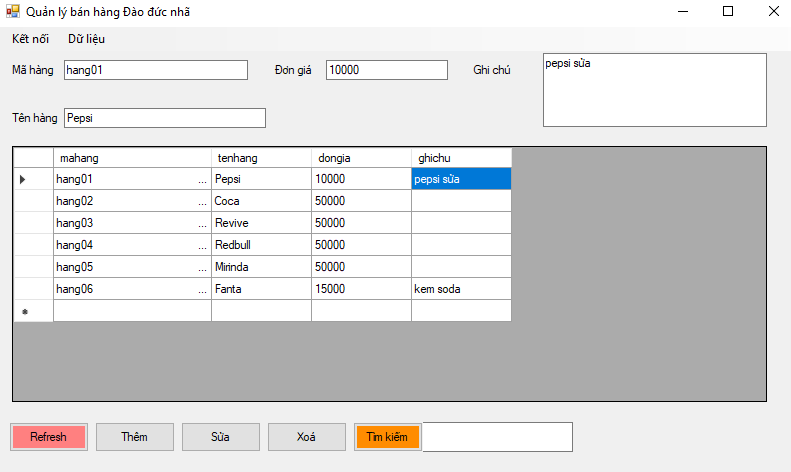 Quản lý bán hàng Đào đức nhã
Kết nối Dữ liệu
Mã hàng hang01 Đơn giá 10000 Ghi chú pepsi sửa
Tên hàng Pepsi
mahang tenhang dongia ghichu
hang01 ... Pepsi 10000 pepsi sửa
hang02 ... Coca 50000
hang03 ... Revive 50000
hang04 ... Redbull 50000
hang05 ... Mirinda 50000
hang06 ... Fanta 15000 kem soda
Refresh Thêm Sửa Xoá Tìm kiếm